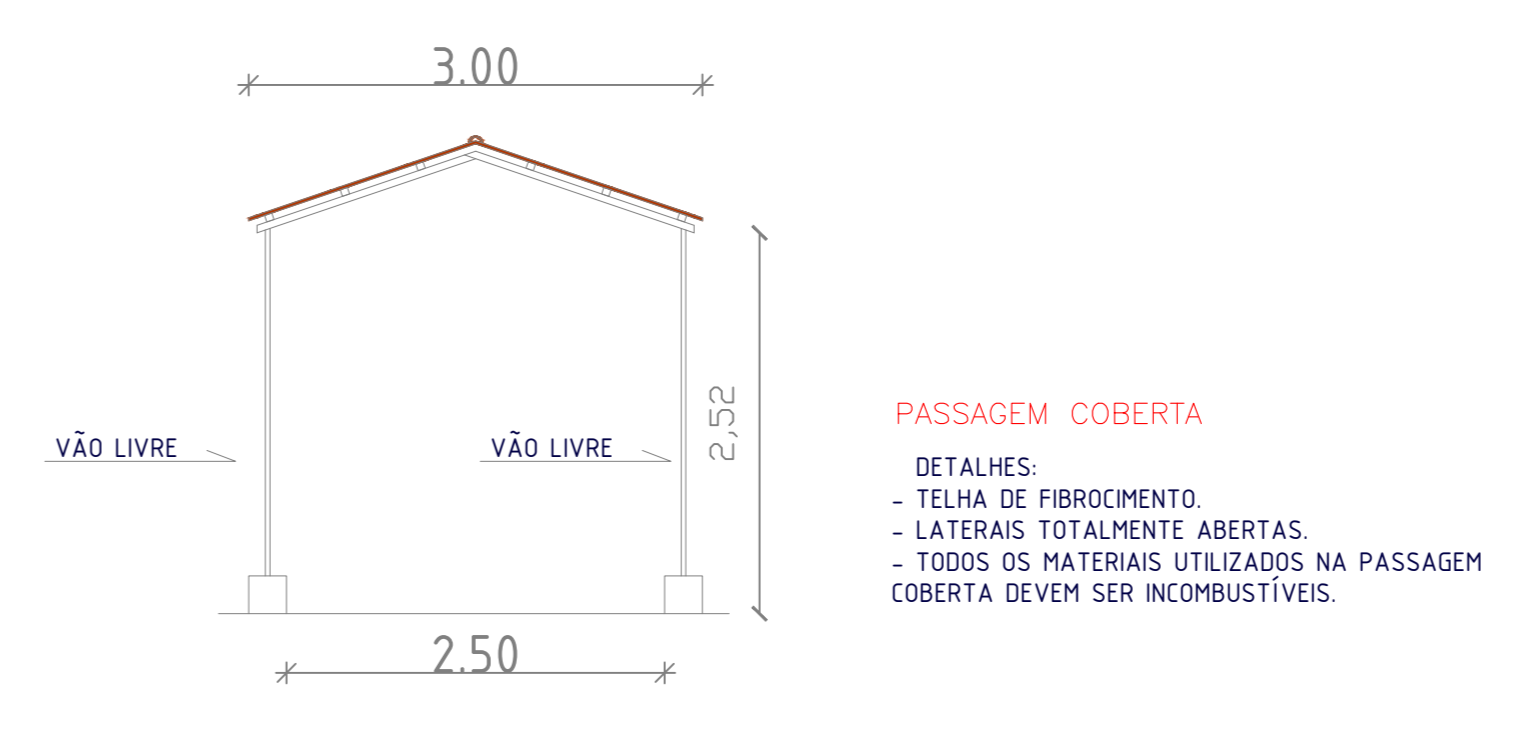 3.00
2,52
VÃO LIVRE
VÃO LIVRE
2.50
PASSAGEM COBERTA
DETALHES:
- TELHA DE FIBROCIMENTO.
- LATERAIS TOTALMENTE ABERTAS.
- TODOS OS MATERIAIS UTILIZADOS NA PASSAGEM
COBERTA DEVEM SER INCOMBUSTÍVEIS.